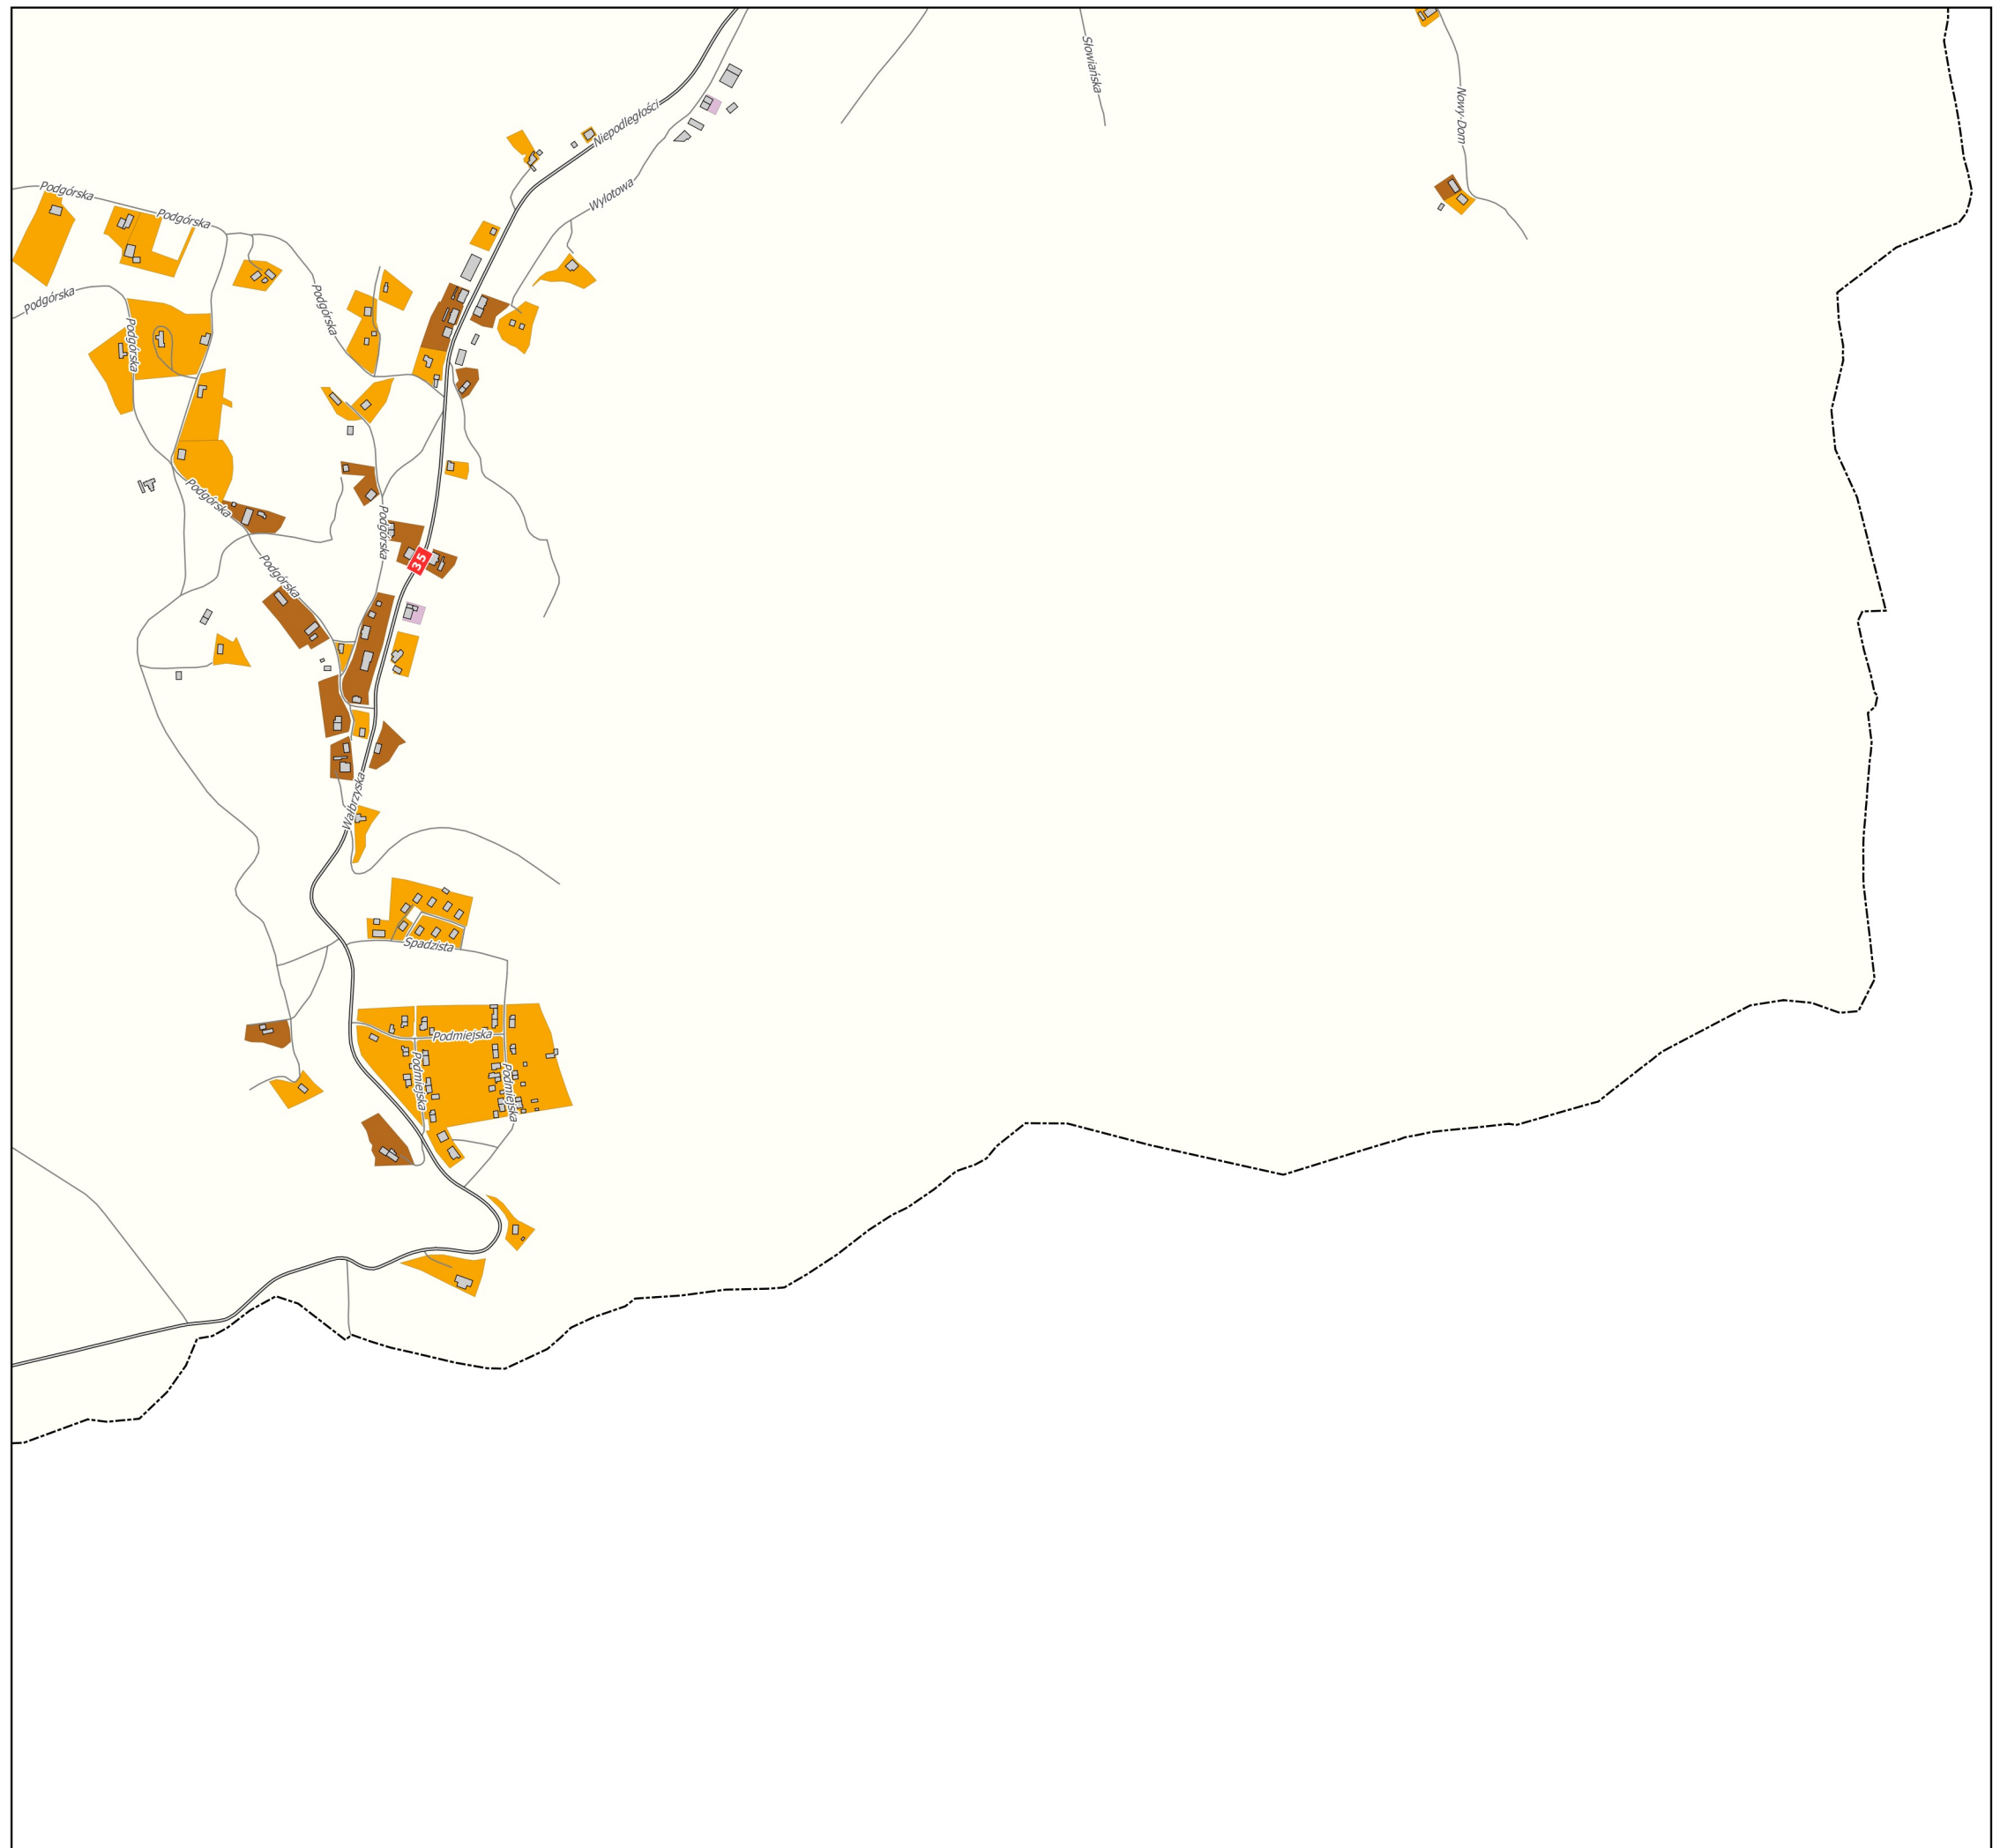 Słowiańska
Nowy Dom
Niepodległości
Wylotowa
Podgórska
Podgórska
Podgórska
Podgórska
Podgórska
Podgórska
Podgórska
35
Podgórska
Wałbrzyska
Spadzista
Podmiejska
Podmiejska
Podmiejska